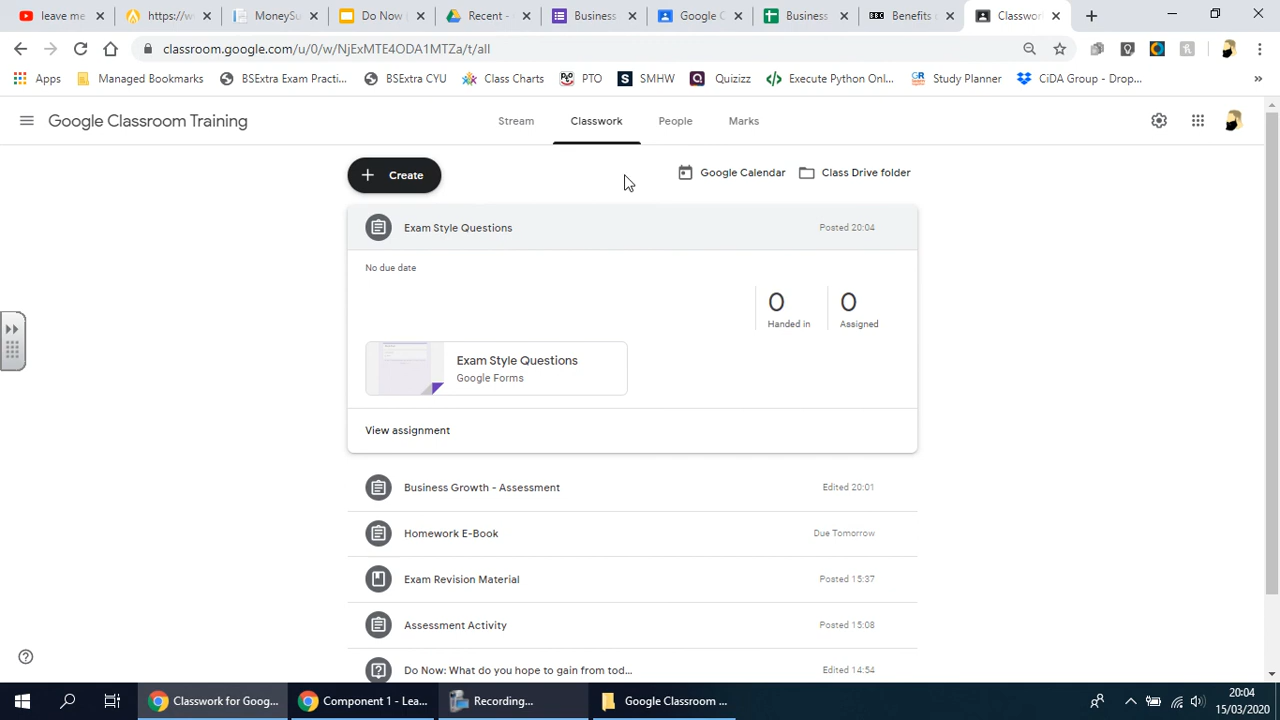 leave me
https://w
MoneySu
Do Now
Recent
Business
Google
Business
Benefits
Classwo
classroom.google.com/u/0/w/NjExMTE4ODA1MTZa/t/all
Apps
Managed Bookmarks
BSExtra Exam Practi...
BSExtra CYU
Class Charts
PTO
SMHW
Quizizz
Execute Python Onl...
Study Planner
CiDA Group - Drop...
Google Classroom Training
Stream
Classwork
People
Marks
Create
Google Calendar
Class Drive folder
Exam Style Questions
Posted 20:04
No due date
0
0
Handed in
Assigned
Exam Style Questions
Google Forms
View assignment
Business Growth - Assessment
Edited 20:01
Homework E-Book
Due Tomorrow
Exam Revision Material
Posted 15:37
Assessment Activity
Posted 15:08
Do Now: What do you hope to gain from tod...
Edited 14:54
Classwork for Goog...
Component 1 - Lea...
Recording...
Google Classroom ...
20:04
15/03/2020